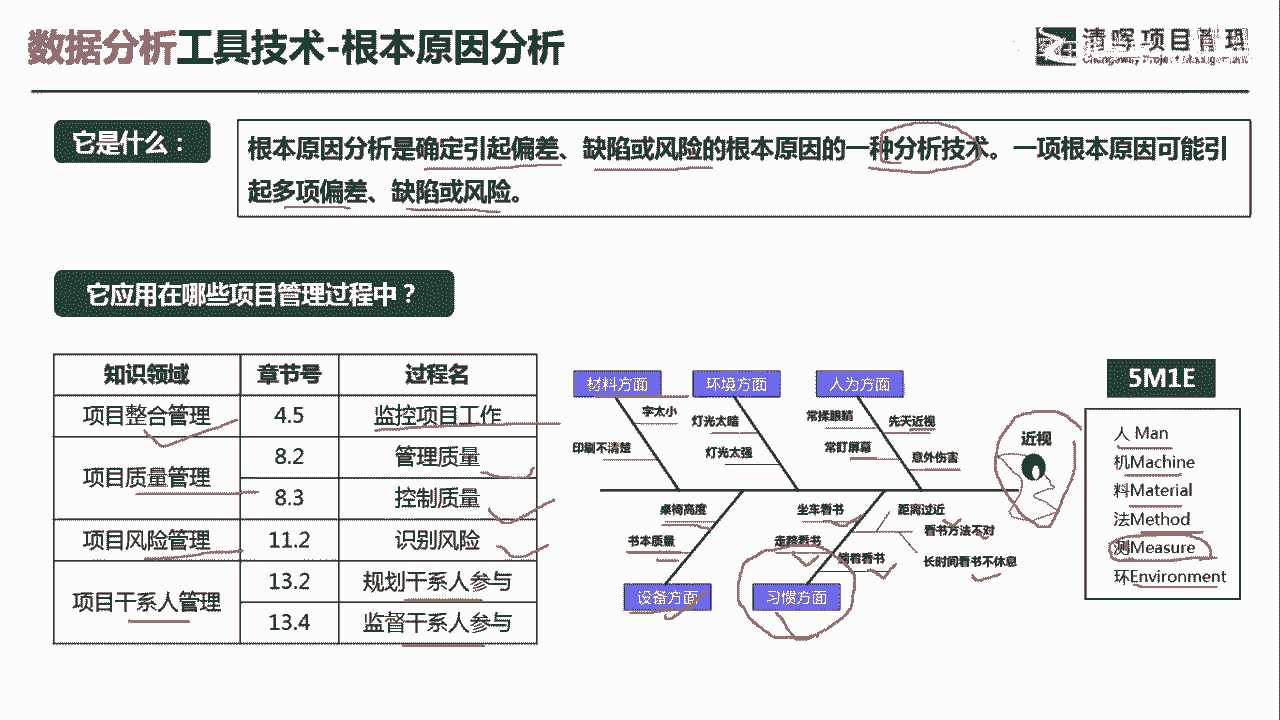 数据分析工具技术-根本原因分析
清晖项目管理
它是什么：
根本原因分析是确定引起偏差、缺陷或风险的根本原因的一种分析技术。一项根本原因可能引
起多项偏差、缺陷或风险。
它应用在哪些项目管理过程中？
知识领域 章节号 过程名
项目整合管理 4.5 监控项目工作
项目质量管理 8.2 管理质量
8.3 控制质量
项目风险管理 11.2 识别风险
项目干系人管理 13.2 规划干系人参与
13.4 监督干系人参与
材料方面 环境方面 人为方面
字太小
印刷不清楚
灯光太暗
灯光太强
常揉眼睛
常盯屏幕
先天近视
意外伤害
近视
桌椅高度
书本质量
坐车看书
走路看书
躺着看书
距离过近
看书方法不对
长时间看书不休息
设备方面 习惯方面
5M1E
人 Man
机Machine
料Material
法Method
测Measure
环Environment